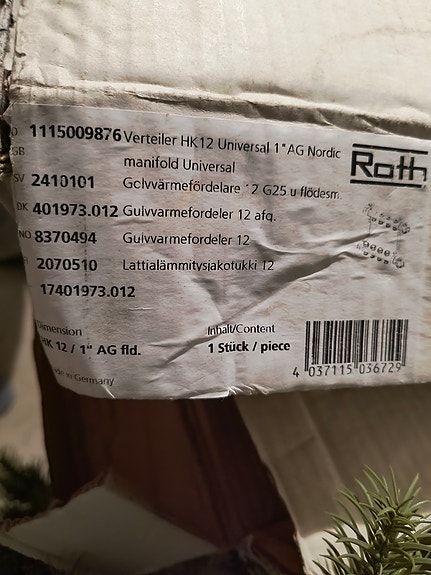 D 1115009876 Verteiler HK12 Universal 1"AG Nordic
GB manifold Universal
Roth
SV 2410101 Golvvärmefördelare 12 G25 u flödesm.
DK 401973.012 Gulvvarmefordeler 12 afg.
NO 8370494 Gulvvarmefordeler 12
2070510 Lattialämmitysjakotukki 12
17401973.012
Dimension
HK 12 / 1" AG fld.
Inhalt/Content
1 Stück / piece
Made in Germany
4 037115 036729